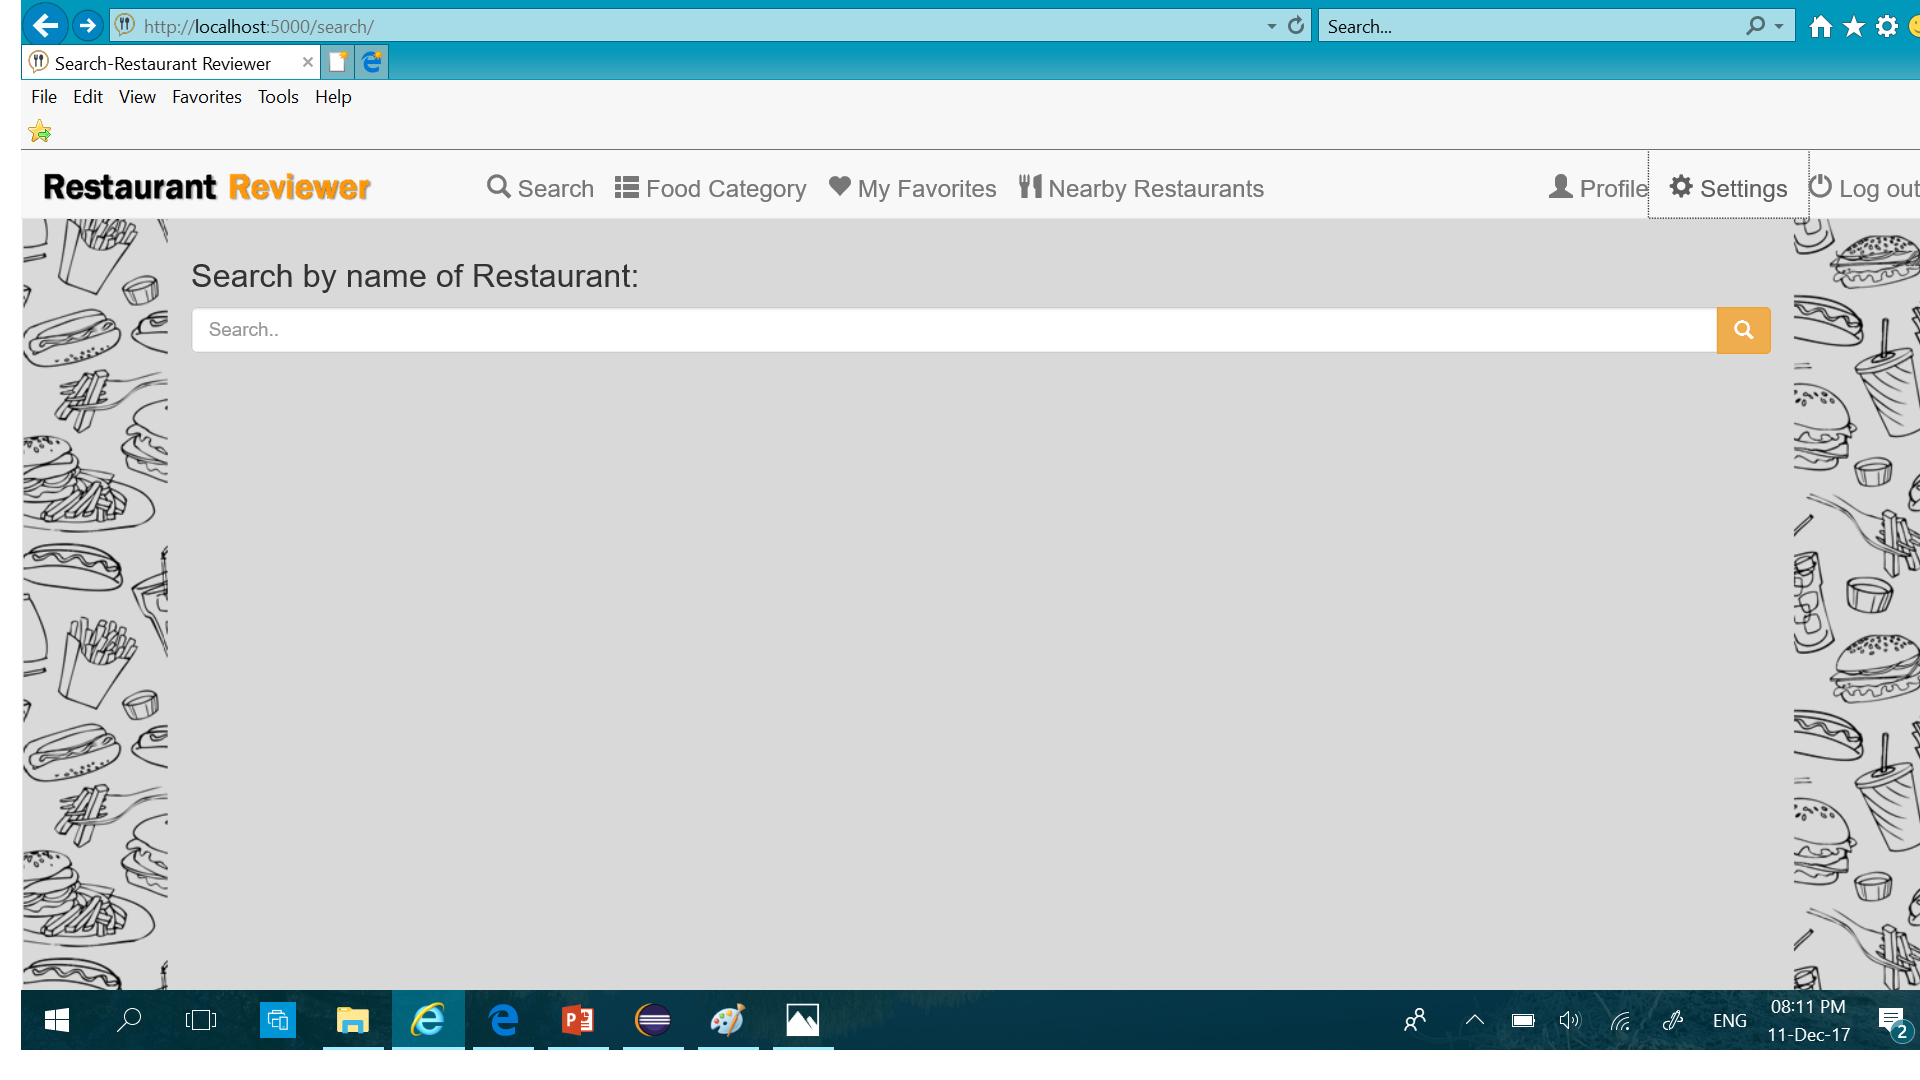 http://localhost:5000/search/
Search...
Search-Restaurant Reviewer
File Edit View Favorites Tools Help
Restaurant Reviewer
Search
Food Category
My Favorites
Nearby Restaurants
Profile
Settings
Log out
Search by name of Restaurant:
Search..
ENG
08:11 PM
11-Dec-17
2